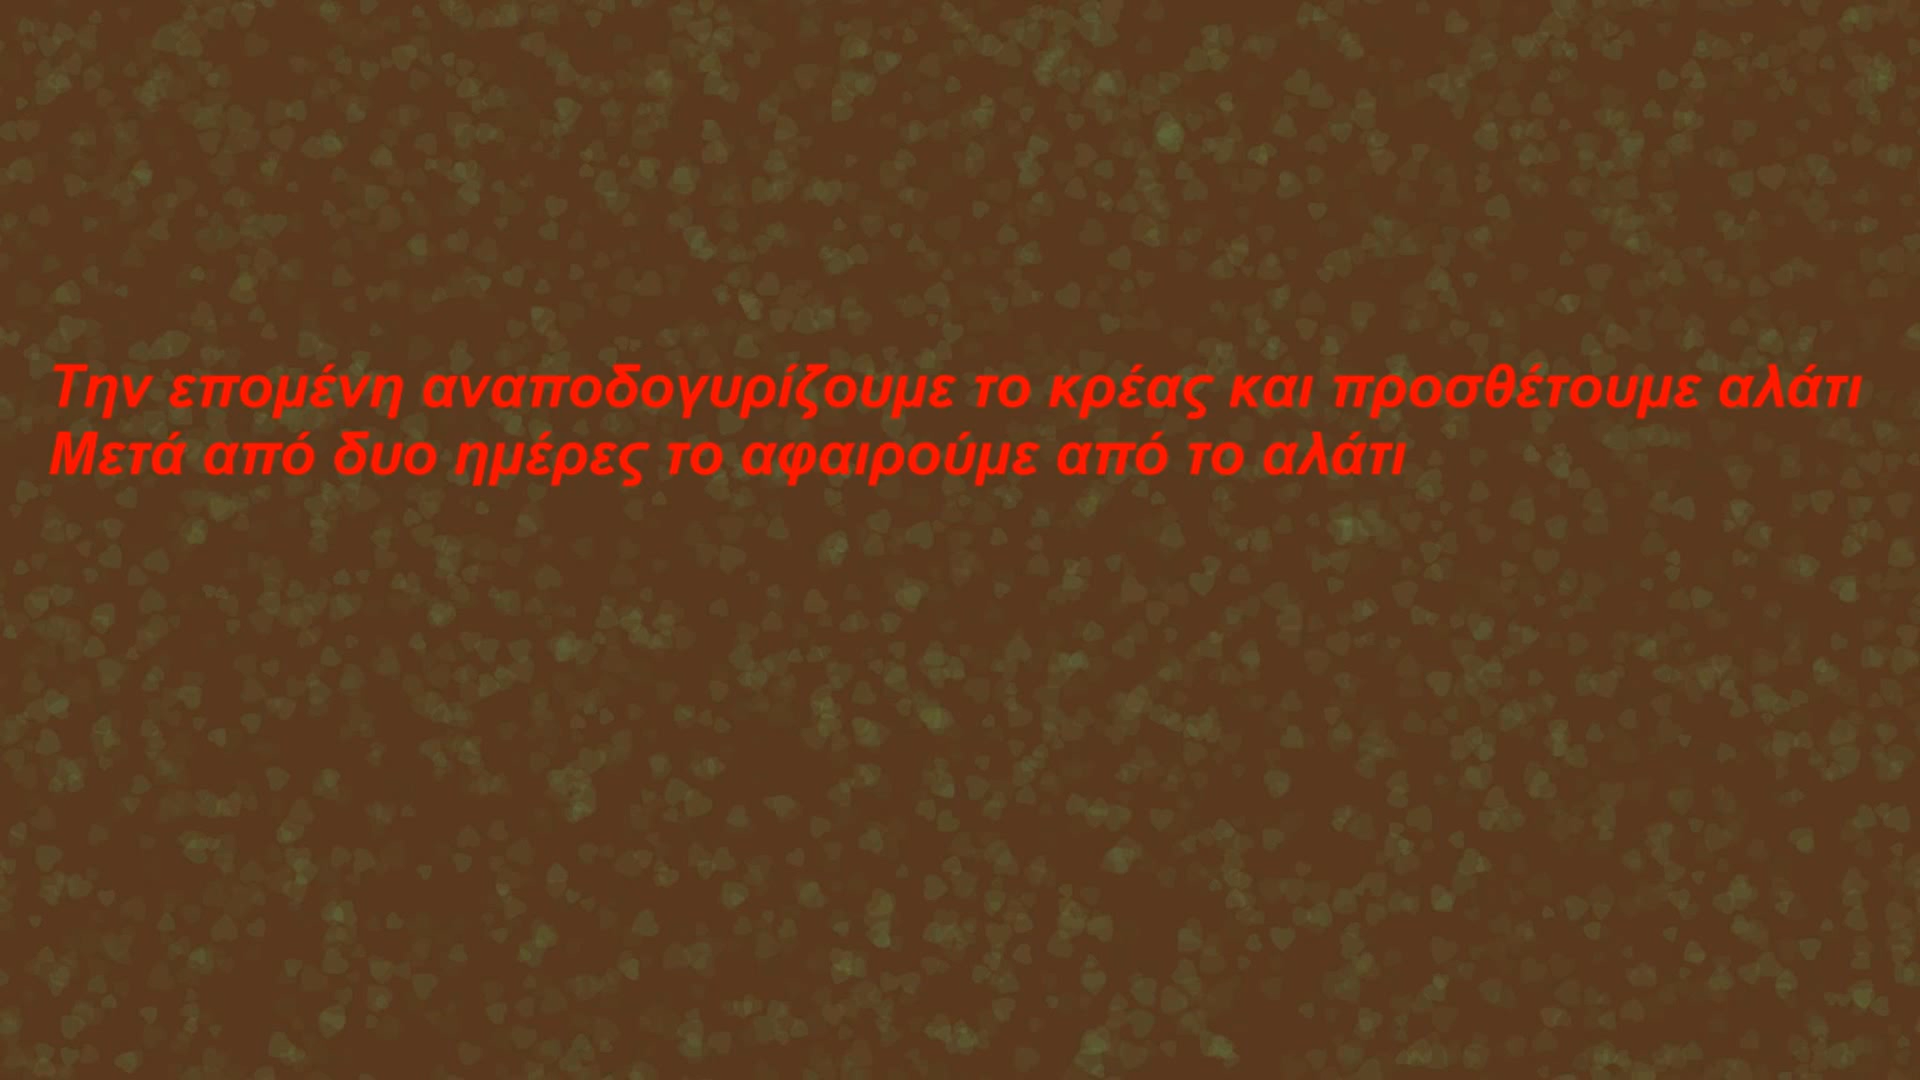 Την επομένη αναποδογυρίζουμε το κρέας και προσθέτουμε αλάτι
Μετά από δυο ημέρες το αφαιρούμε από το αλάτι